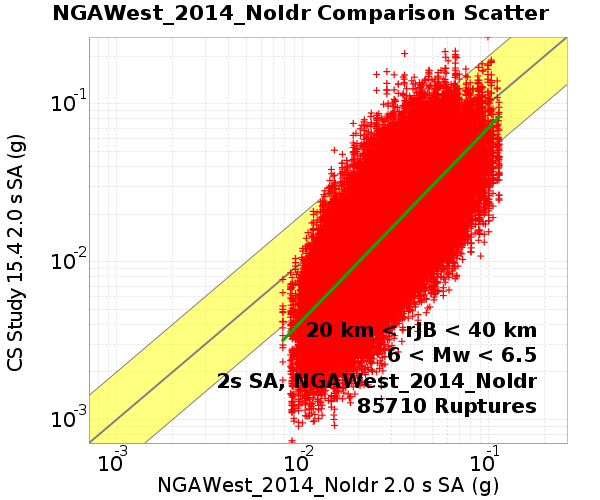 NGAWest_2014_NoIdr Comparison Scatter
CS Study 15.4 2.0 s SA (g)
10-1
10-2
10-3
20 km < rJB < 40 km
6 < Mw < 6.5
2s SA, NGAWest_2014_NoIdr
85710 Ruptures
10-3 10-2 10-1
NGAWest_2014_NoIdr 2.0 s SA (g)